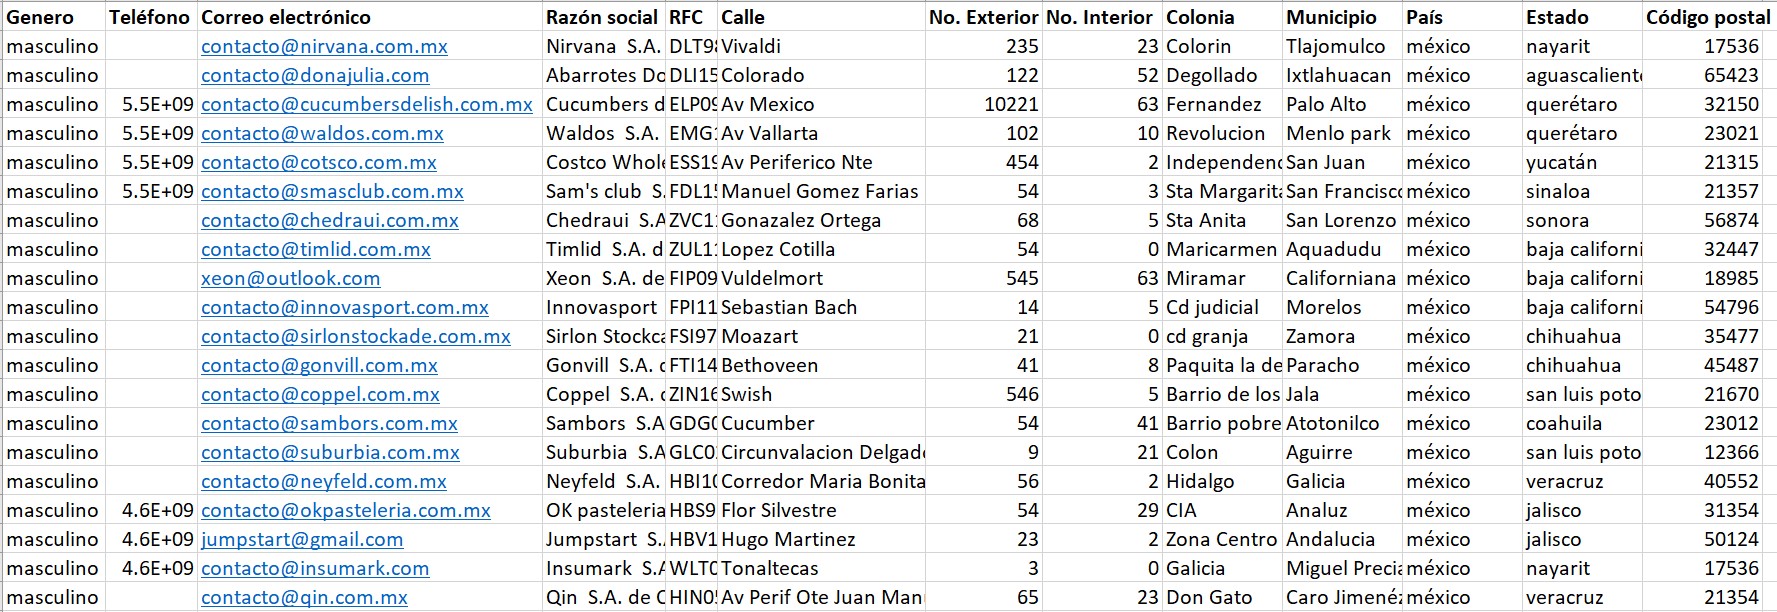 Genero Teléfono Correo electrónico Razón social RFC Calle No. Exterior No. Interior Colonia Municipio País Estado Código postal
masculino contacto@nirvana.com.mx Nirvana S.A. DLT98 Vivaldi 235 23 Colorin Tlajomulco méxico nayarit 17536
masculino contacto@donajulia.com Abarrotes Do DLI15 Colorado 122 52 Degollado Ixtlahuacan méxico aguascaliente 65423
masculino 5.5E+09 contacto@cucumbersdelish.com.mx Cucumbers d ELP09 Av Mexico 10221 63 Fernandez Palo Alto méxico querétaro 32150
masculino 5.5E+09 contacto@waldos.com.mx Waldos S.A. EMG1 Av Vallarta 102 10 Revolucion Menlo park méxico querétaro 23021
masculino 5.5E+09 contacto@cotsco.com.mx Costco Whole ESS19 Av Periferico Nte 454 2 Independenc San Juan méxico yucatán 21315
masculino 5.5E+09 contacto@smasclub.com.mx Sam's club S. FDL15 Manuel Gomez Farias 54 3 Sta Margarita San Francisco méxico sinaloa 21357
masculino contacto@chedraui.com.mx Chedraui S.A ZVC11 Gonazalez Ortega 68 5 Sta Anita San Lorenzo méxico sonora 56874
masculino contacto@timlid.com.mx Timlid S.A. d ZUL11 Lopez Cotilla 54 0 Maricarmen Aquadudu méxico baja californi 32447
masculino xeon@outlook.com Xeon S.A. de FIP09 Vuldelmort 545 63 Miramar Californiana méxico baja californi 18985
masculino contacto@innovasport.com.mx Innovasport FPI11 Sebastian Bach 14 5 Cd judicial Morelos méxico baja californi 54796
masculino contacto@sirlonstockade.com.mx Sirlon Stockca FSI97 Moazart 21 0 cd granja Zamora méxico chihuahua 35477
masculino contacto@gonvill.com.mx Gonvill S.A. FTI14 Bethoveen 41 8 Paquita la de Paracho méxico chihuahua 45487
masculino contacto@coppel.com.mx Coppel S.A. ZIN16 Swish 546 5 Barrio de los Jala méxico san luis poto 21670
masculino contacto@sambors.com.mx Sambors S.A GDG0 Cucumber 54 41 Barrio pobre Atotonilco méxico coahuila 23012
masculino contacto@suburbia.com.mx Suburbia S.A GLC01 Circunvalacion Delgado 9 21 Colon Aguirre méxico san luis poto 12366
masculino contacto@neyfeld.com.mx Neyfeld S.A. HBI10 Corredor Maria Bonita 56 2 Hidalgo Galicia méxico veracruz 40552
masculino 4.6E+09 contacto@okpasteleria.com.mx OK pasteleria HBS9 Flor Silvestre 54 29 CIA Analuz méxico jalisco 31354
masculino 4.6E+09 jumpstart@gmail.com Jumpstart S.A HBV1 Hugo Martinez 23 2 Zona Centro Andalucia méxico jalisco 50124
masculino 4.6E+09 contacto@insumark.com Insumark S.A WLT0 Tonaltecas 3 0 Galicia Miguel Precia méxico nayarit 17536
masculino contacto@qin.com.mx Qin S.A. de C HIN05 Av Perif Ote Juan Man 65 23 Don Gato Caro Jimenéz méxico veracruz 21354